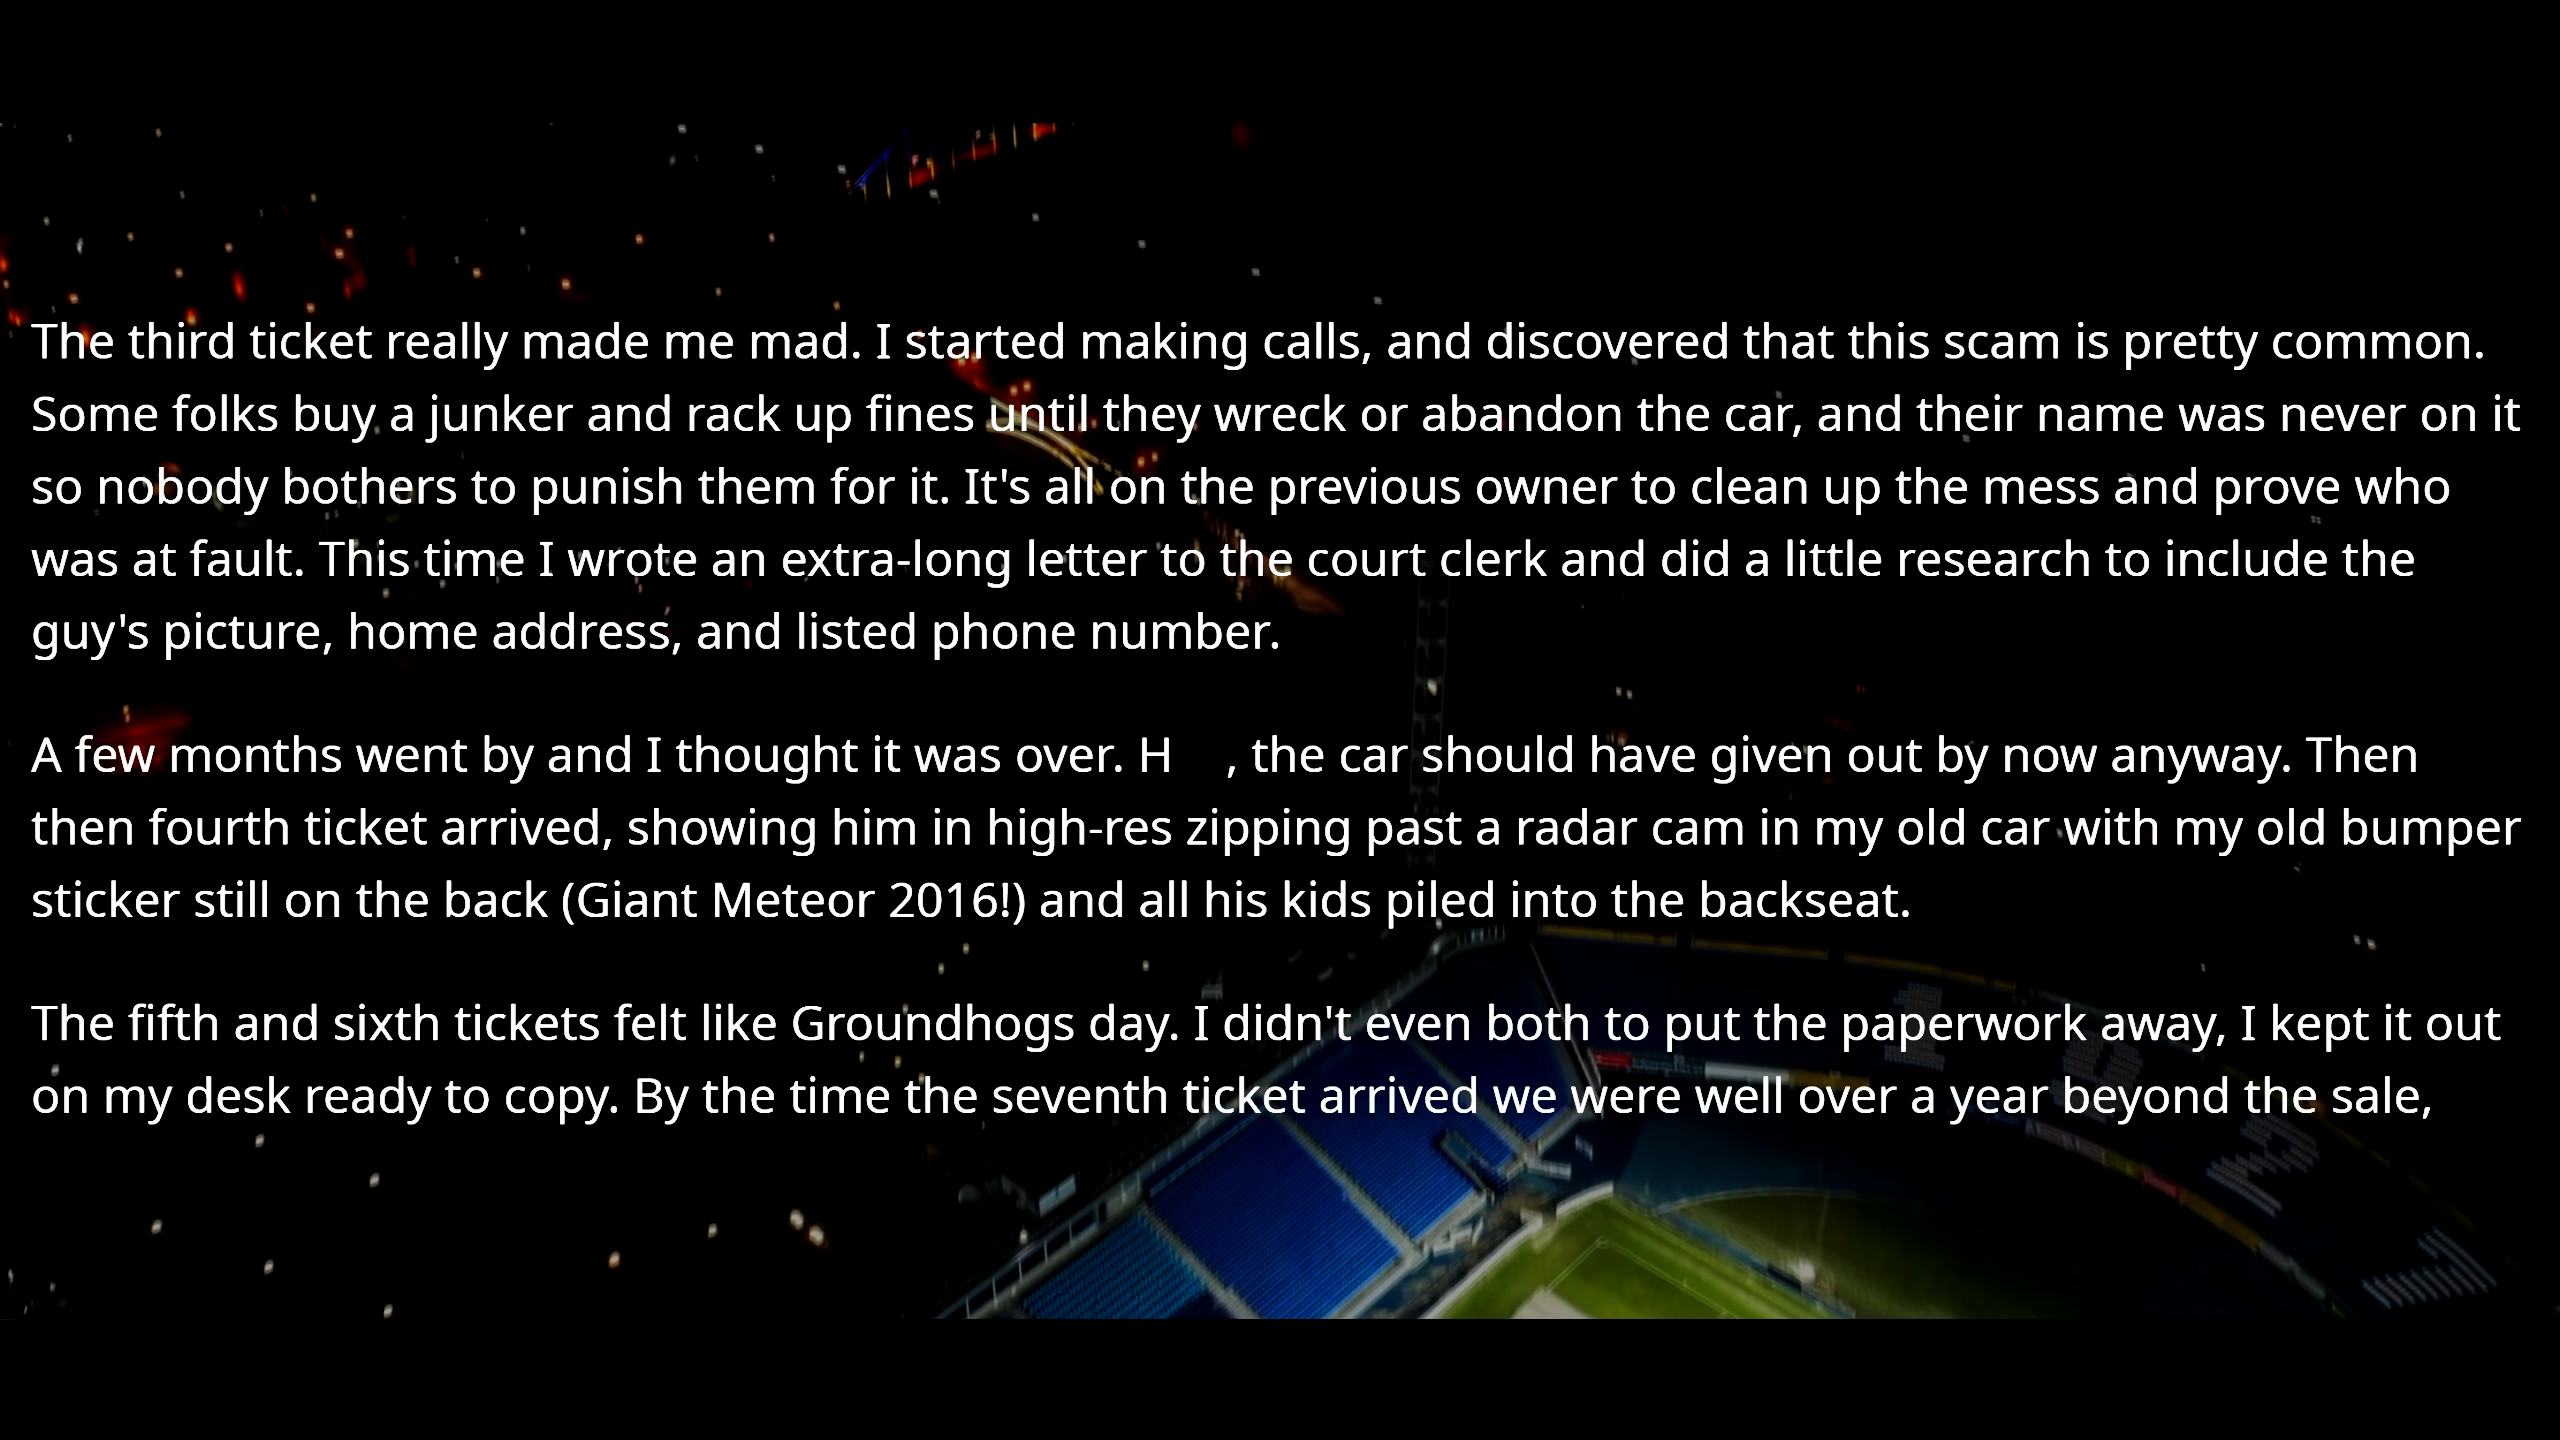 The third ticket really made me mad. I started making calls, and discovered that this scam is pretty common.
Some folks buy a junker and rack up fines until they wreck or abandon the car, and their name was never on it
so nobody bothers to punish them for it. It's all on the previous owner to clean up the mess and prove who
was at fault. This time I wrote an extra-long letter to the court clerk and did a little research to include the
guy's picture, home address, and listed phone number.
A few months went by and I thought it was over. H    , the car should have given out by now anyway. Then
then fourth ticket arrived, showing him in high-res zipping past a radar cam in my old car with my old bumper
sticker still on the back (Giant Meteor 2016!) and all his kids piled into the backseat.
The fifth and sixth tickets felt like Groundhogs day. I didn't even both to put the paperwork away, I kept it out
on my desk ready to copy. By the time the seventh ticket arrived we were well over a year beyond the sale,